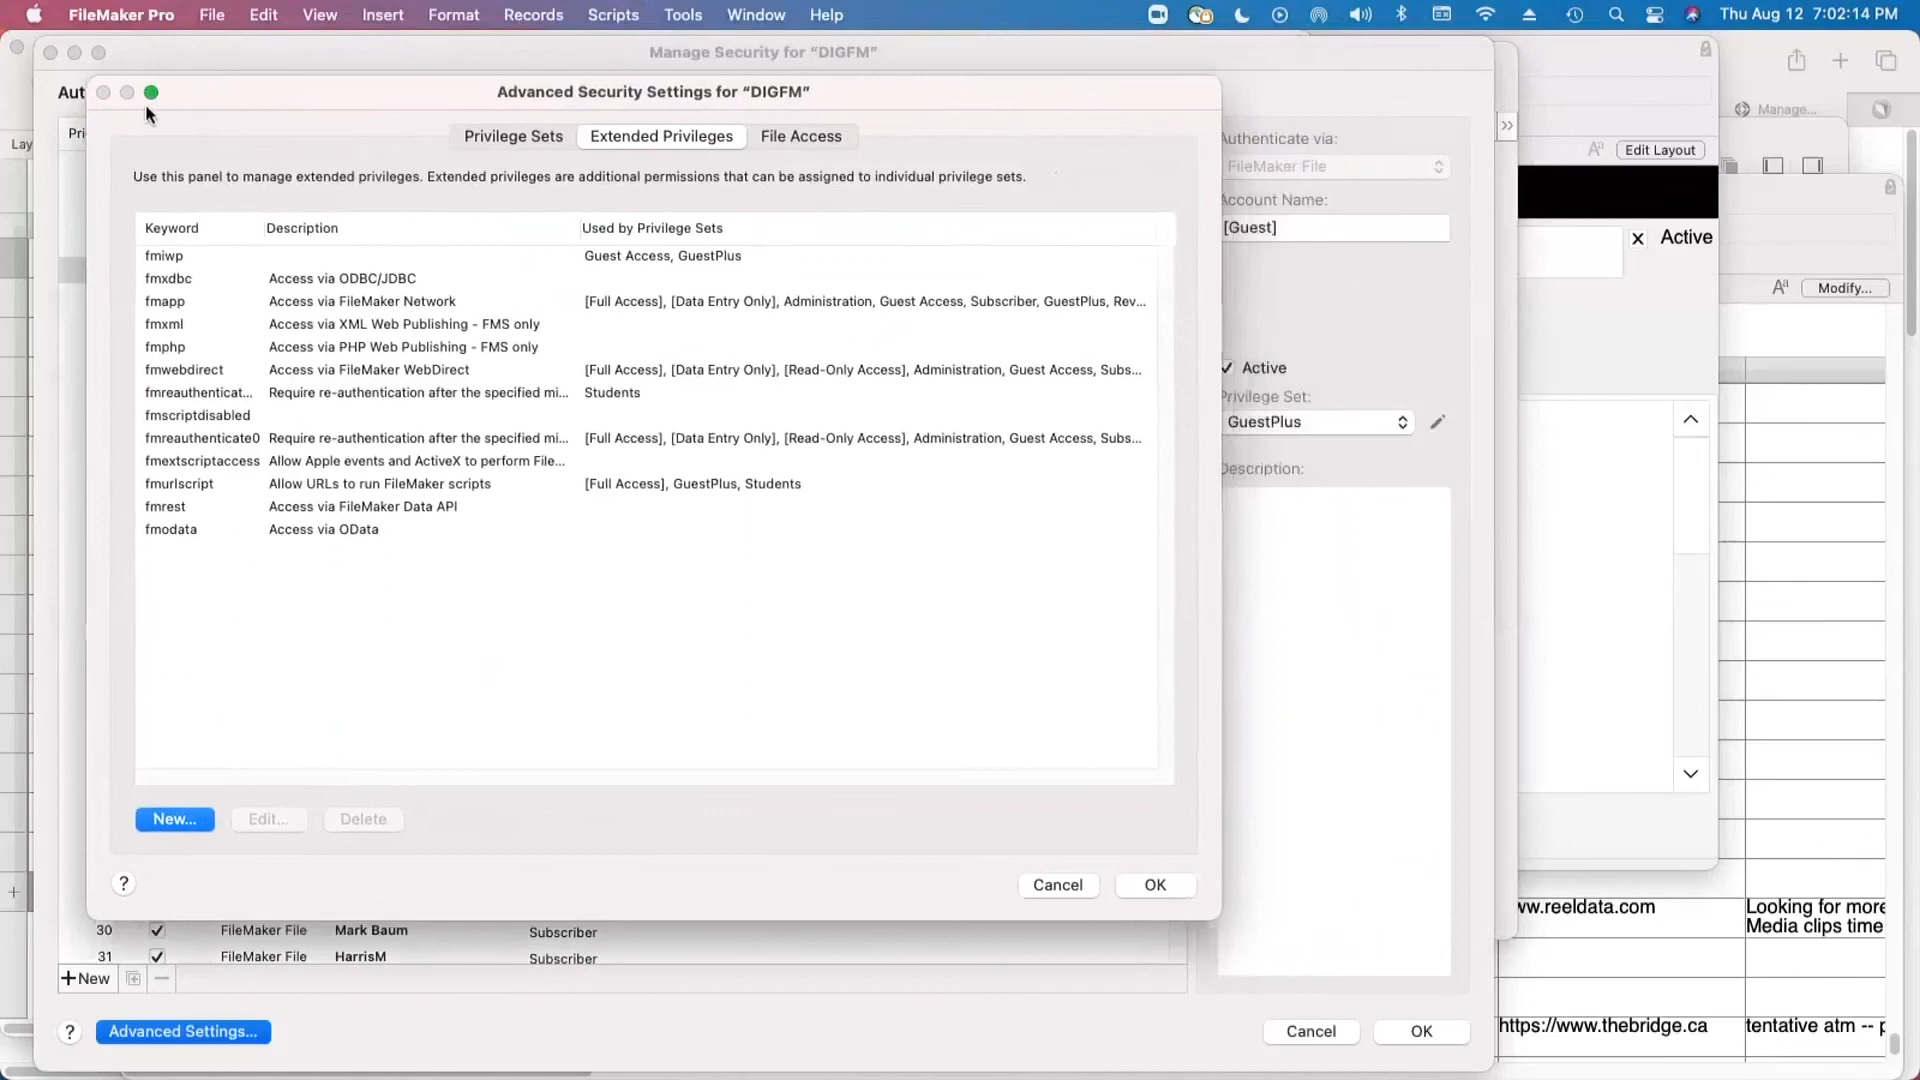 FileMaker Pro File Edit View Insert Format Records Scripts Tools Window Help Thu Aug 12 7:02:14 PM
Manage Security for “DIGFM”
Aut
Advanced Security Settings for “DIGFM”
Manage...
Pri
Privilege Sets Extended Privileges File Access
Authenticate via:
Lay
Edit Layout
FileMaker File
Use this panel to manage extended privileges. Extended privileges are additional permissions that can be assigned to individual privilege sets.
Account Name:
[Guest]
Active
Keyword Description Used by Privilege Sets
fmiwp Guest Access, GuestPlus
fmxdbc Access via ODBC/JDBC
Modify...
fmapp Access via FileMaker Network [Full Access], [Data Entry Only], Administration, Guest Access, Subscriber, GuestPlus, Rev...
fmxml Access via XML Web Publishing - FMS only
fmphp Access via PHP Web Publishing - FMS only
fmwebdirect Access via FileMaker WebDirect [Full Access], [Data Entry Only], [Read-Only Access], Administration, Guest Access, Subs...
Active
fmreauthenticat... Require re-authentication after the specified mi... Students
Privilege Set:
fmscriptdisabled
GuestPlus
fmreauthenticate0 Require re-authentication after the specified mi... [Full Access], [Data Entry Only], [Read-Only Access], Administration, Guest Access, Subs...
fmextscriptaccess Allow Apple events and ActiveX to perform File...
Description:
fmurlscript Allow URLs to run FileMaker scripts [Full Access], GuestPlus, Students
fmrest Access via FileMaker Data API
fmodata Access via OData
New... Edit... Delete
? Cancel OK
ww.reeldata.com Looking for more
Media clips time
30 FileMaker File Mark Baum Subscriber
31 FileMaker File HarrisM Subscriber
+New
https://www.thebridge.ca tentative atm -- p
? Advanced Settings... Cancel OK